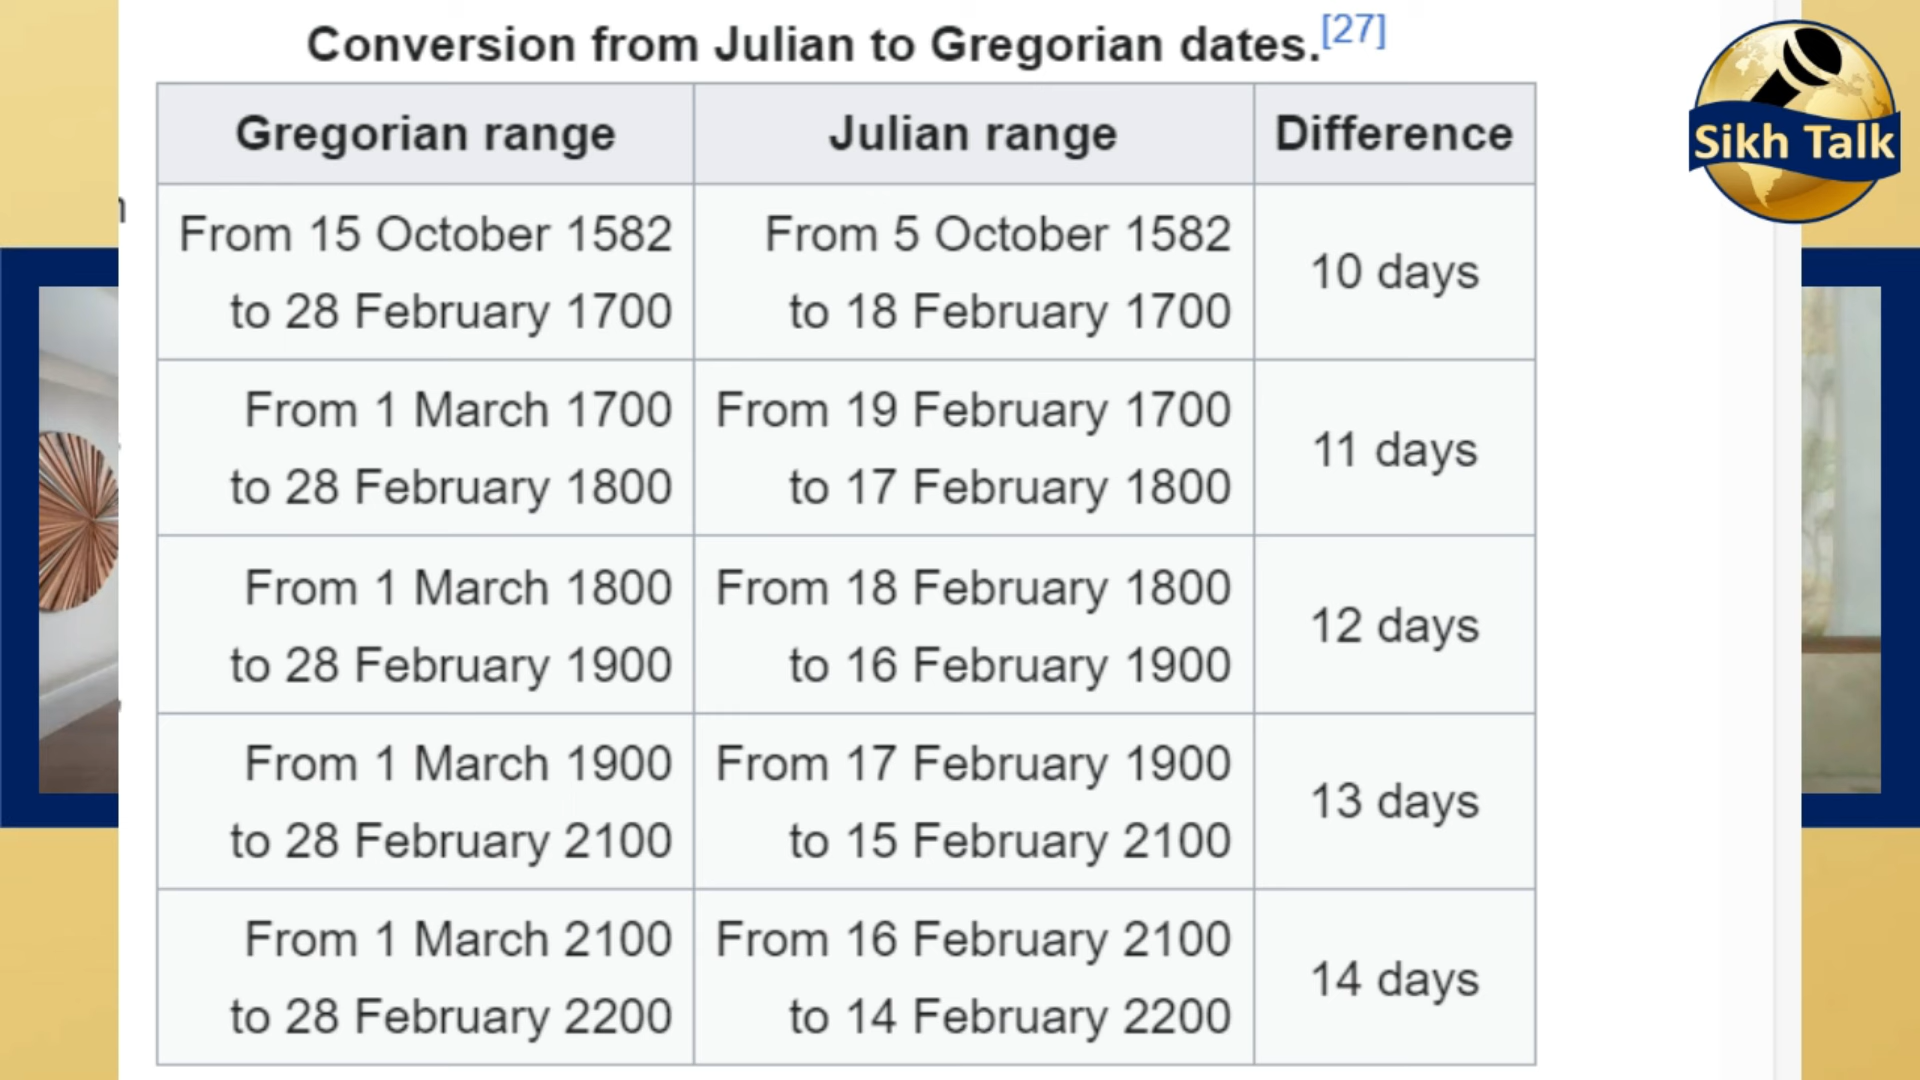 Conversion from Julian to Gregorian dates.[27]
Gregorian range Julian range Difference
From 15 October 1582 From 5 October 1582
10 days
to 28 February 1700 to 18 February 1700
From 1 March 1700 From 19 February 1700
11 days
to 28 February 1800 to 17 February 1800
From 1 March 1800 From 18 February 1800
12 days
to 28 February 1900 to 16 February 1900
From 1 March 1900 From 17 February 1900
13 days
to 28 February 2100 to 15 February 2100
From 1 March 2100 From 16 February 2100
14 days
to 28 February 2200 to 14 February 2200
Sikh Talk